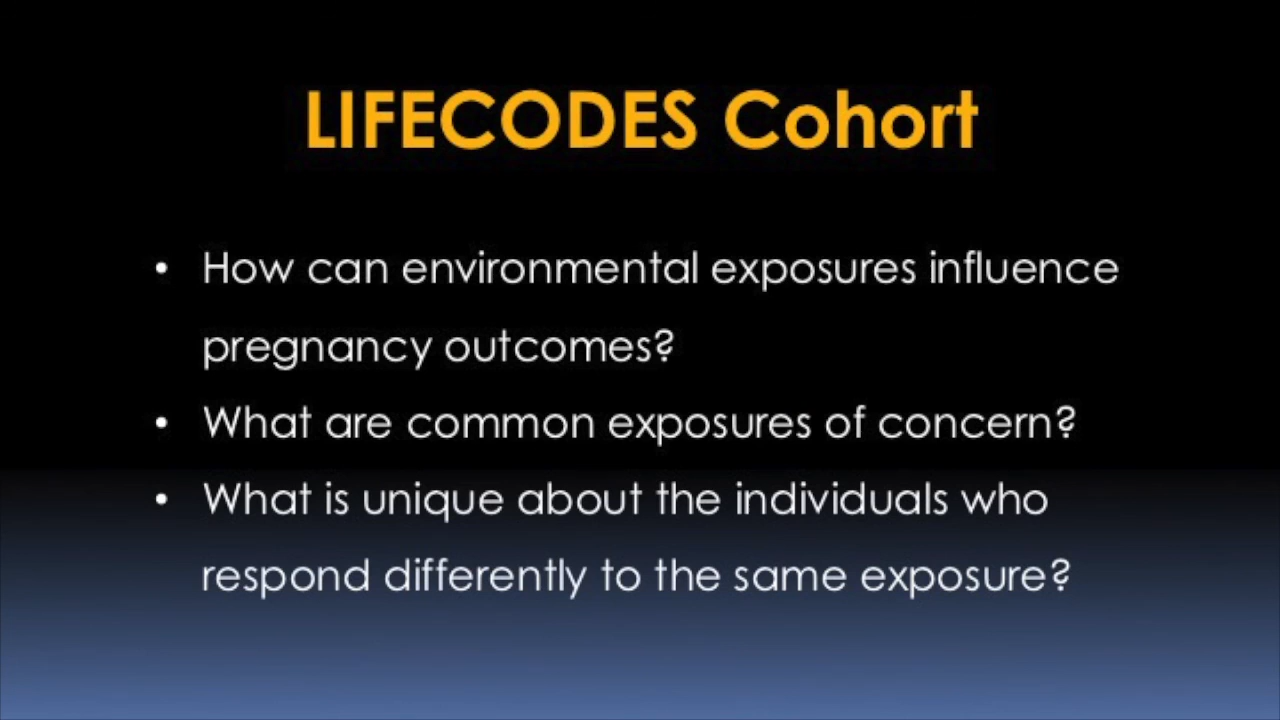 LIFECODES Cohort
• How can environmental exposures influence
pregnancy outcomes?
• What are common exposures of concern?
• What is unique about the individuals who
respond differently to the same exposure?